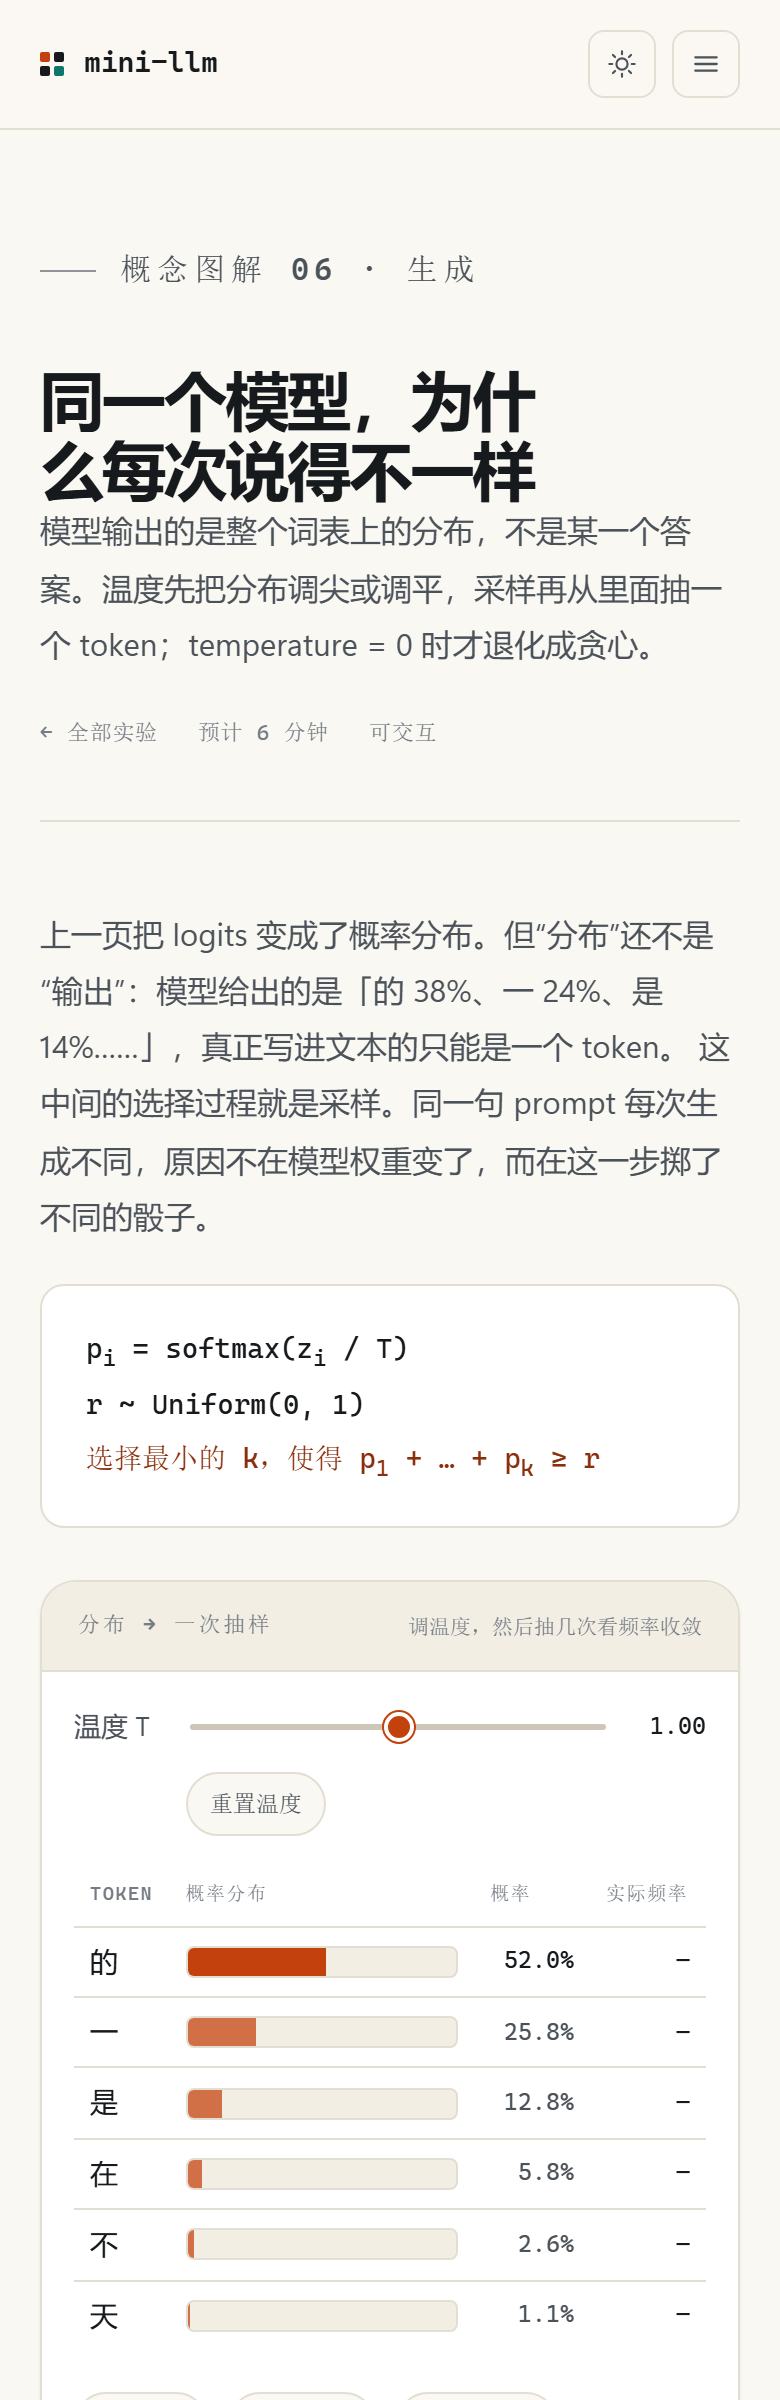 mini-llm
概念图解 06 · 生成
同一个模型，为什
么每次说得不一样
模型输出的是整个词表上的分布，不是某一个答
案。温度先把分布调尖或调平，采样再从里面抽一
个 token；temperature = 0 时才退化成贪心。
← 全部实验 预计 6 分钟 可交互
上一页把 logits 变成了概率分布。但“分布”还不是
“输出”：模型给出的是「的 38%、一 24%、是
14%……」，真正写进文本的只能是一个 token。 这
中间的选择过程就是采样。同一句 prompt 每次生
成不同，原因不在模型权重变了，而在这一步掷了
不同的骰子。
pᵢ = softmax(zᵢ / T)
r ~ Uniform(0, 1)
选择最小的 k，使得 p₁ + … + pₖ ≥ r
分布 → 一次抽样 调温度，然后抽几次看频率收敛
温度 T 1.00
重置温度
TOKEN 概率分布 概率 实际频率
的 52.0% —
一 25.8% —
是 12.8% —
在 5.8% —
不 2.6% —
天 1.1% —